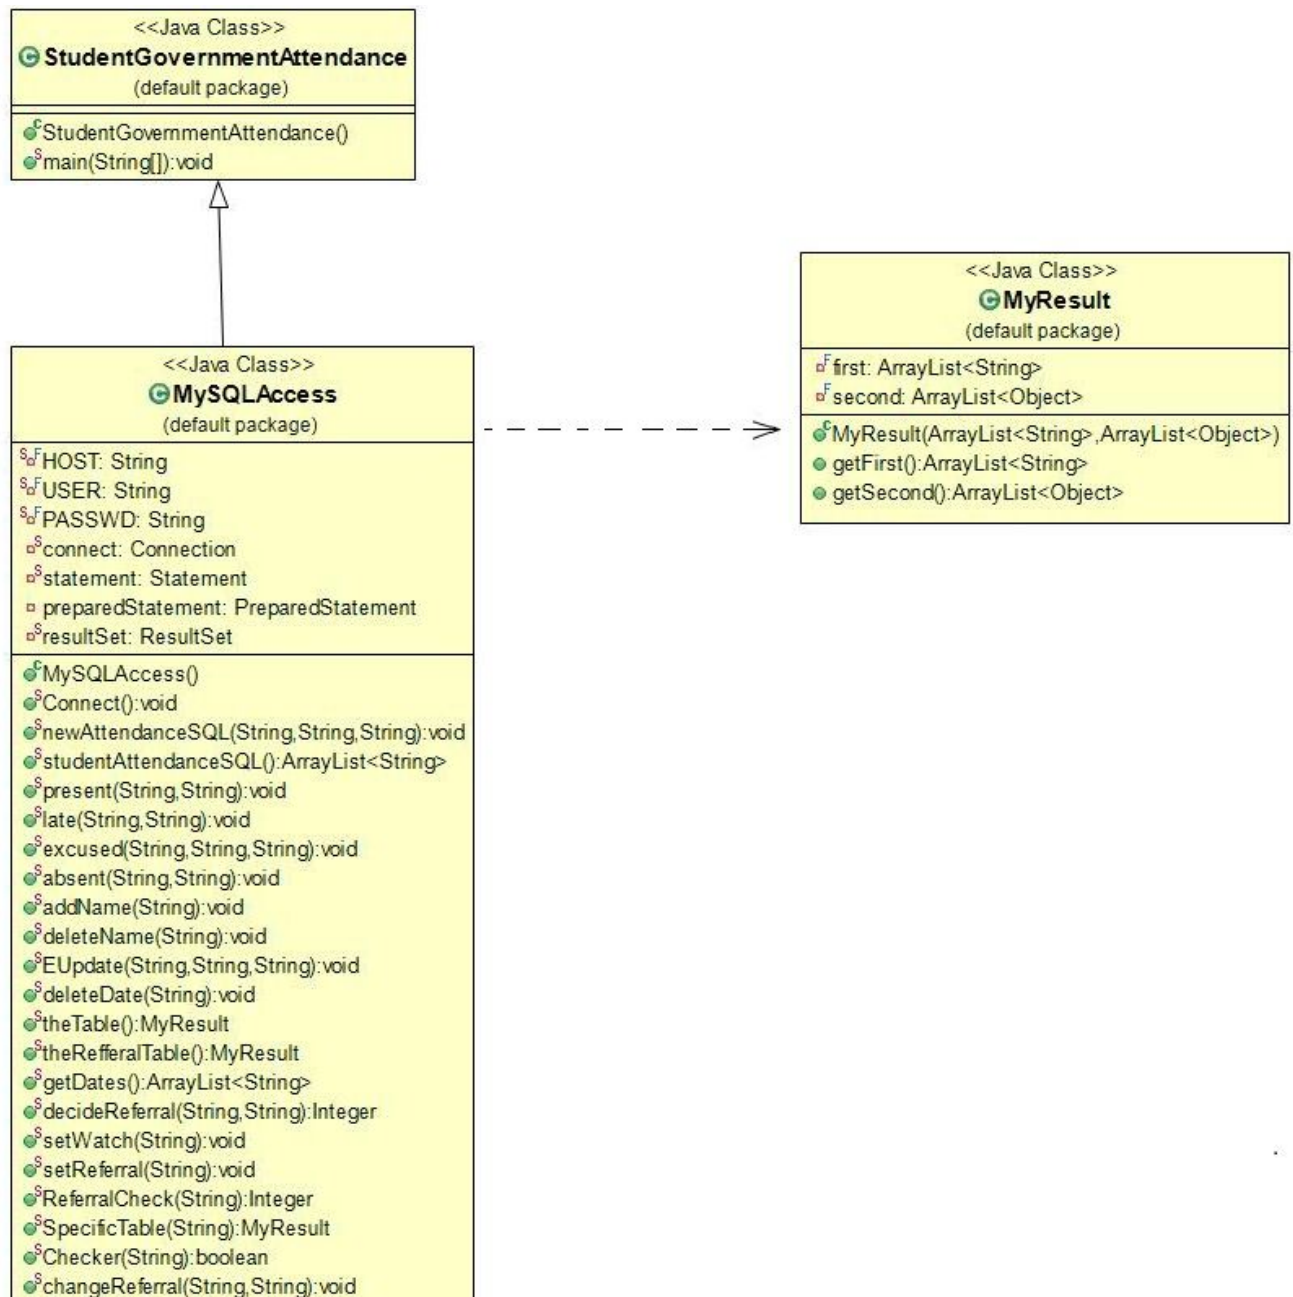 <<Java Class>>
StudentGovernmentAttendance
(default package)
StudentGovernmentAttendance()
main(String[]):void
<<Java Class>>
MyResult
(default package)
first: ArrayList<String>
second: ArrayList<Object>
MyResult(ArrayList<String>,ArrayList<Object>)
getFirst():ArrayList<String>
getSecond():ArrayList<Object>
<<Java Class>>
MySQLAccess
(default package)
HOST: String
USER: String
PASSWD: String
connect: Connection
statement: Statement
preparedStatement: PreparedStatement
resultSet: ResultSet
MySQLAccess()
Connect():void
newAttendanceSQL(String,String,String):void
studentAttendanceSQL():ArrayList<String>
present(String,String):void
late(String,String):void
excused(String,String,String):void
absent(String,String):void
addName(String):void
deleteName(String):void
EUpdate(String,String,String):void
deleteDate(String):void
theTable():MyResult
theRefferalTable():MyResult
getDates():ArrayList<String>
decideReferral(String,String):Integer
setWatch(String):void
setReferral(String):void
ReferralCheck(String):Integer
SpecificTable(String):MyResult
Checker(String):boolean
changeReferral(String,String):void